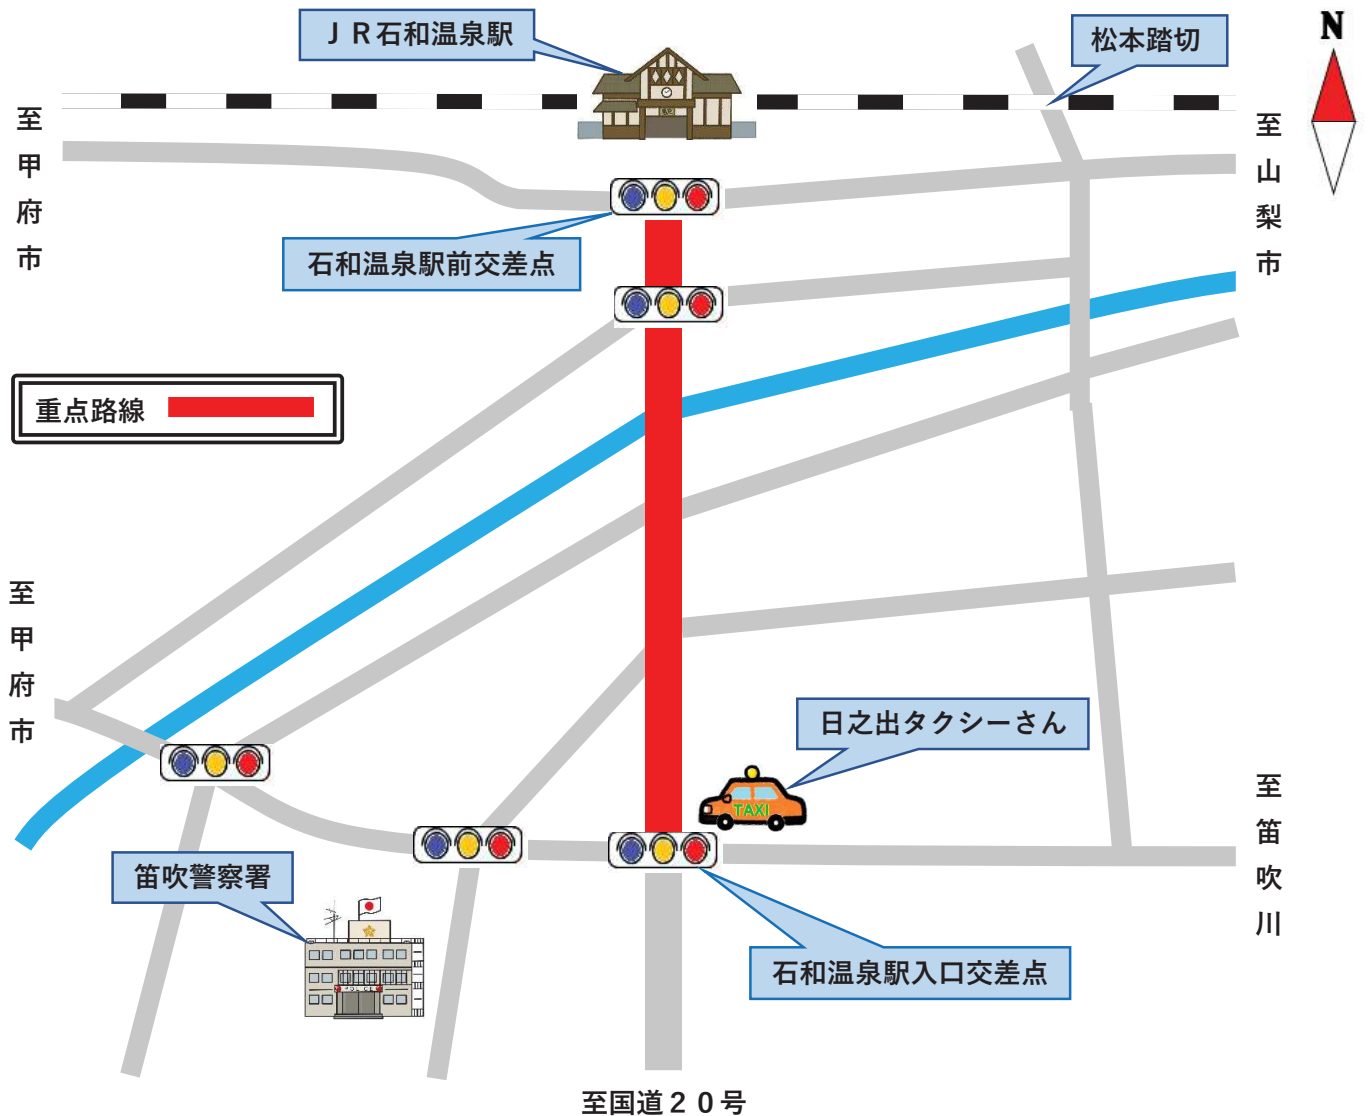 ＪＲ石和温泉駅
松本踏切
N
至甲府市
至山梨市
石和温泉駅前交差点
重点路線
至甲府市
日之出タクシーさん
TAXI
至笛吹川
笛吹警察署
石和温泉駅入口交差点
至国道２０号